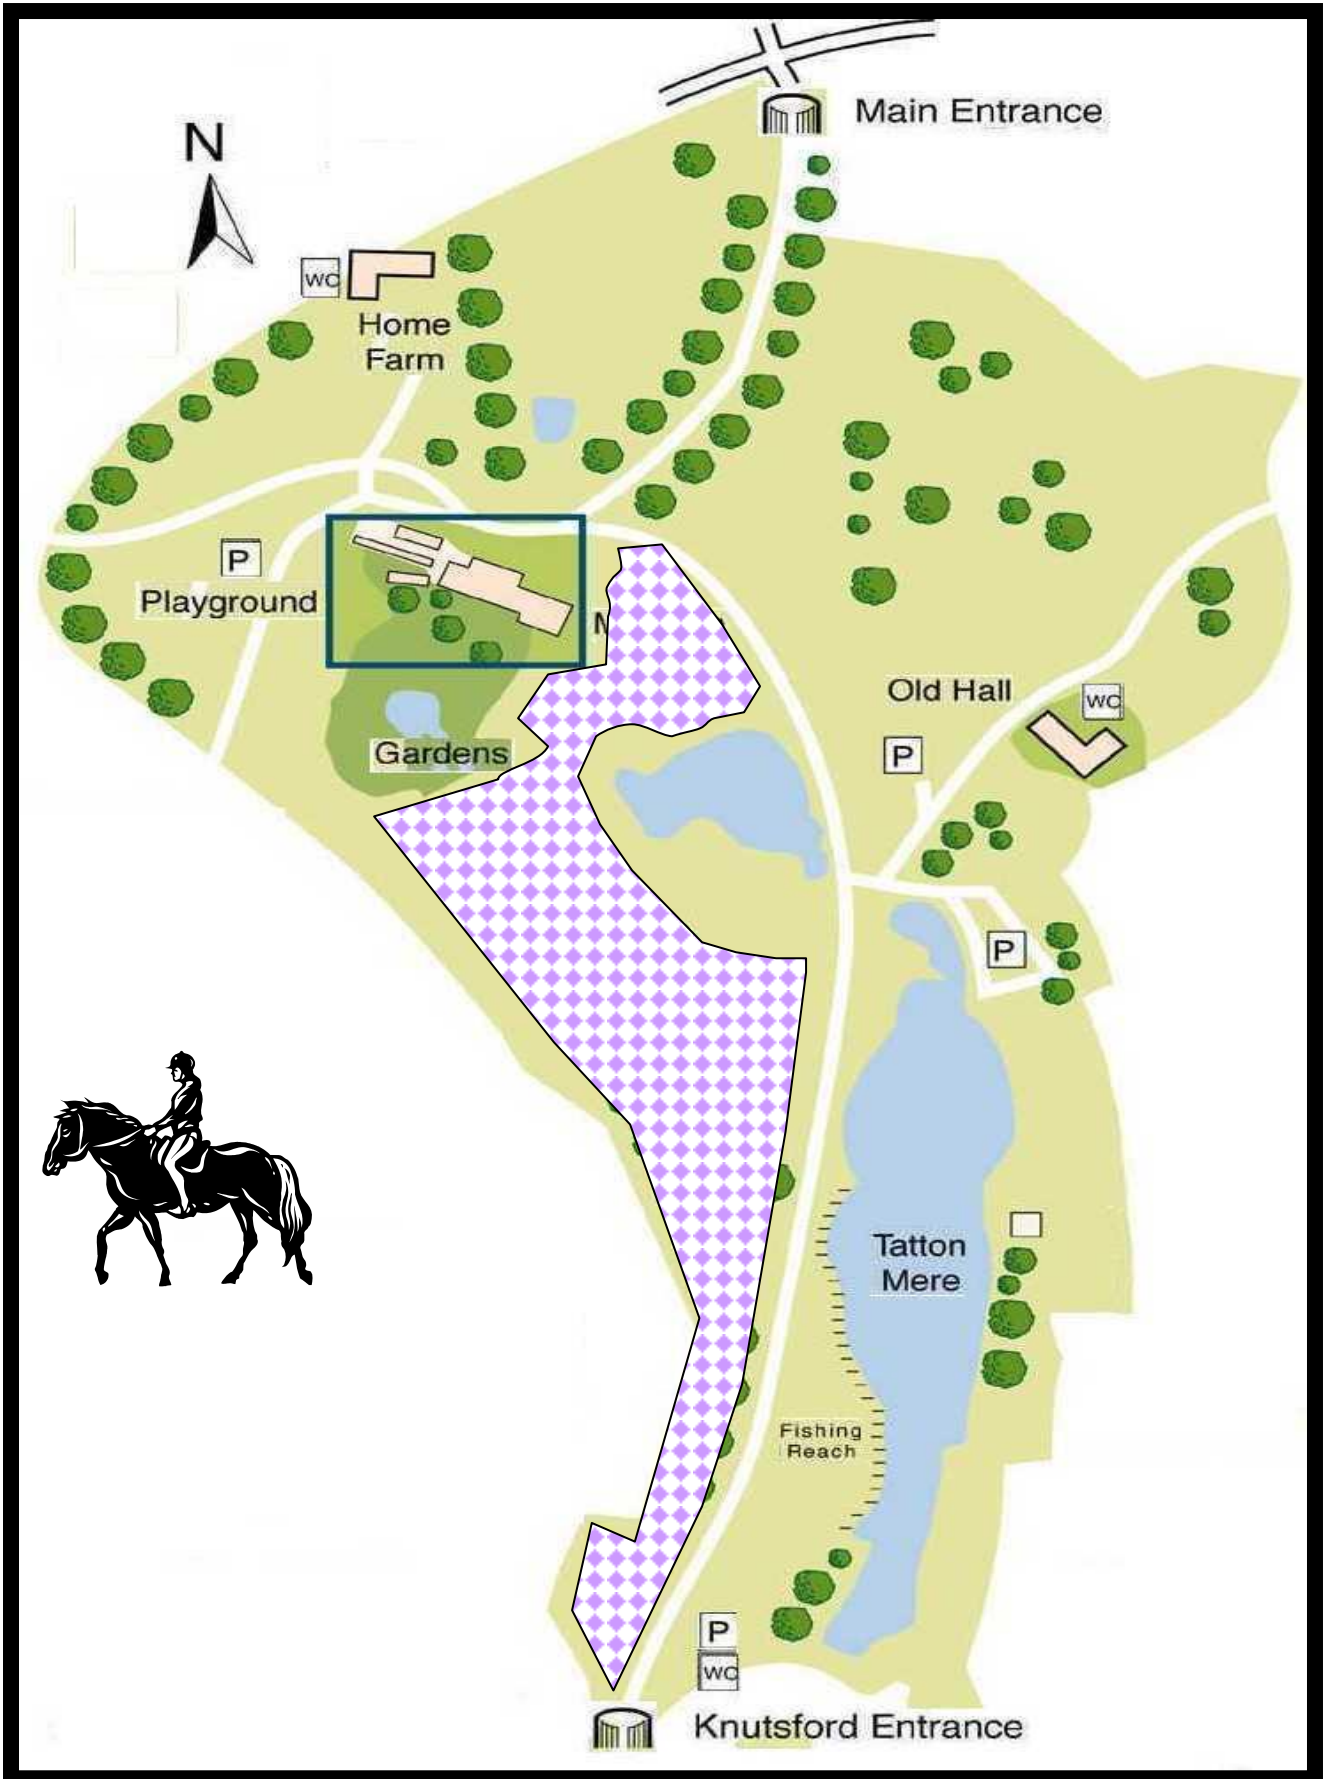 Main Entrance
N
WC
Home
Farm
P
Playground
Old Hall
WC
P
Gardens
P
Tatton
Mere
Fishing
Reach
P
WC
Knutsford Entrance